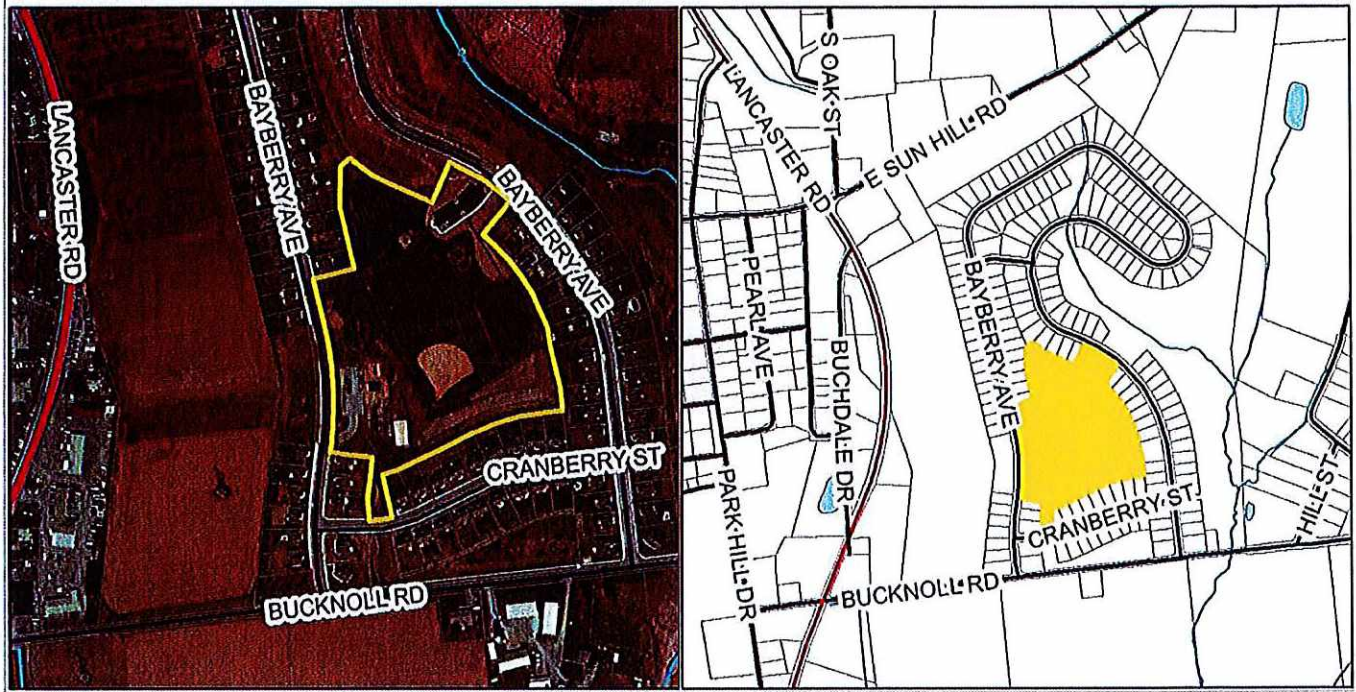 LANCASTER RD
BAYBERRY AVE
BAYBERRY AVE
CRANBERRY ST
BUCKNOLL RD
S OAK ST
LANCASTER RD
E SUN HILL RD
PEARL AVE
BUCHDALE DR
BAYBERRY AVE
PARK HILL DR
CRANBERRY ST
HILL ST
BUCKNOLL RD